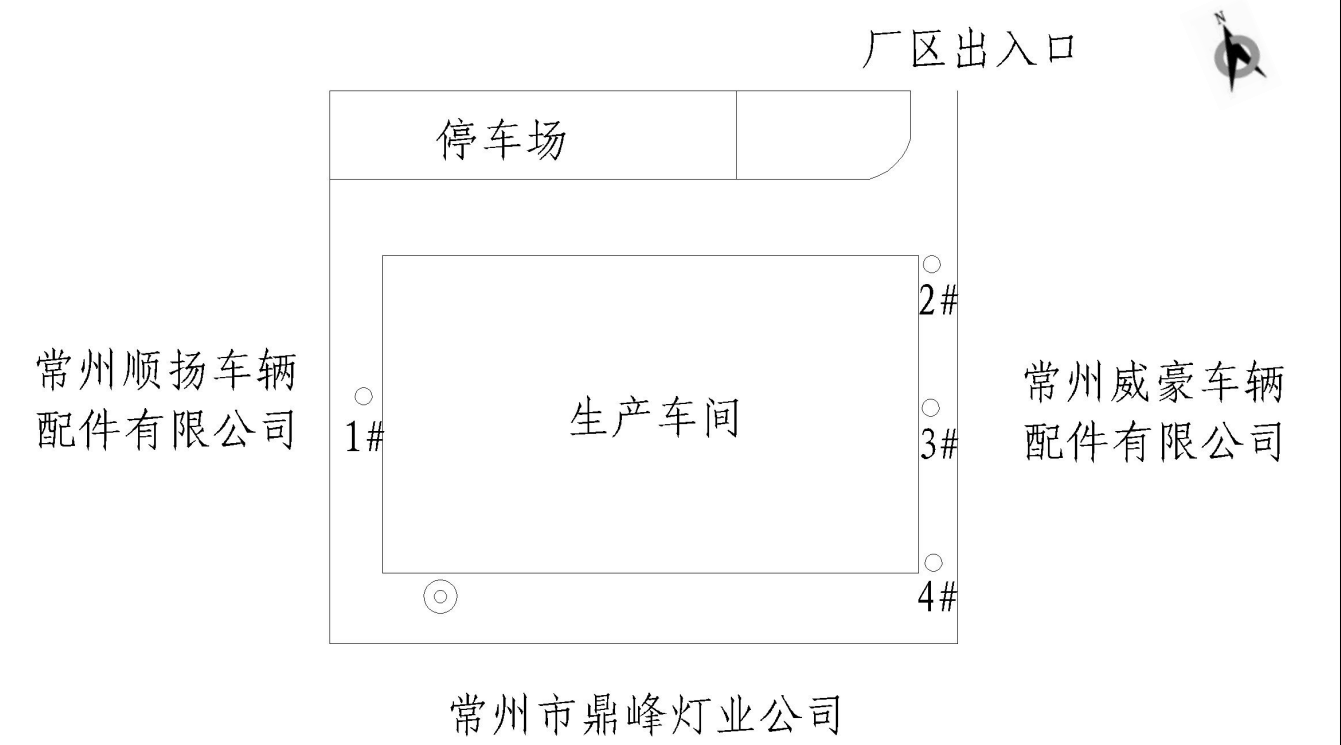 厂区出入口
N
停车场
2#
常州顺扬车辆
配件有限公司
1#
生产车间
3#
常州威豪车辆
配件有限公司
4#
常州市鼎峰灯业公司